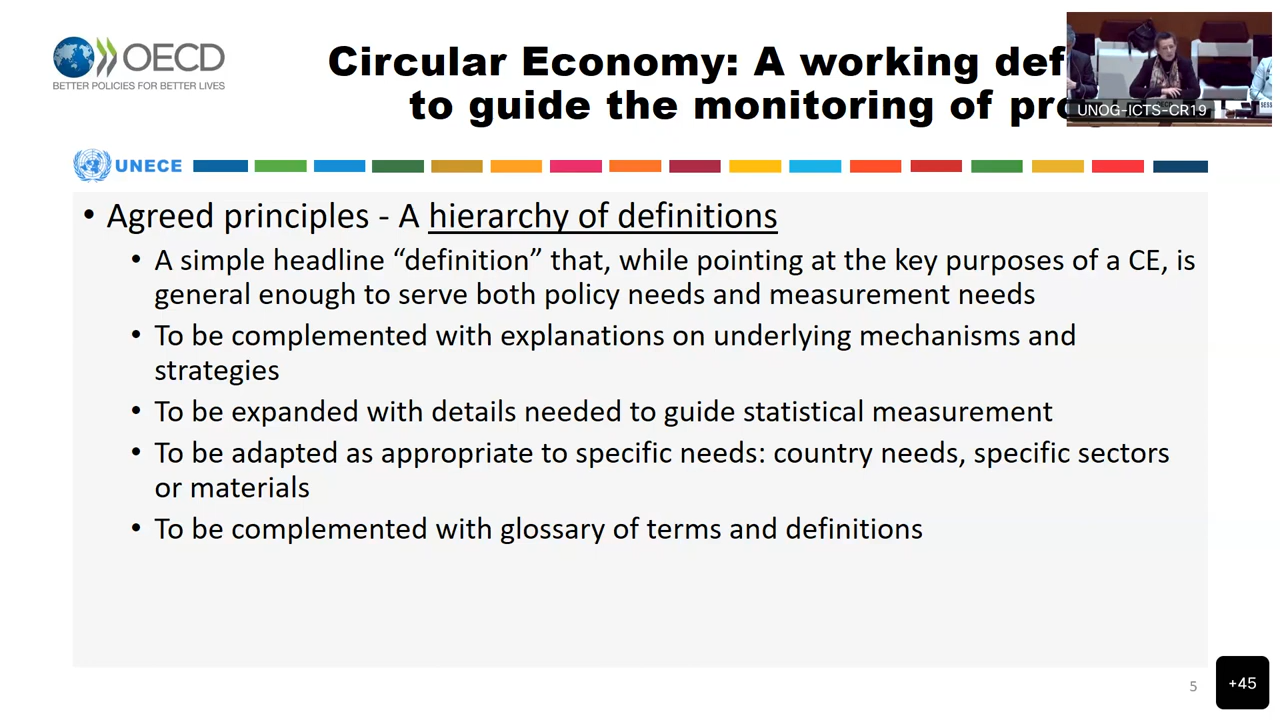 OECD
BETTER POLICIES FOR BETTER LIVES
Circular Economy: A working def
to guide the monitoring of pro
UNOG-ICTS-CR19
UNECE
• Agreed principles - A hierarchy of definitions
• A simple headline “definition” that, while pointing at the key purposes of a CE, is
general enough to serve both policy needs and measurement needs
• To be complemented with explanations on underlying mechanisms and
strategies
• To be expanded with details needed to guide statistical measurement
• To be adapted as appropriate to specific needs: country needs, specific sectors
or materials
• To be complemented with glossary of terms and definitions
5
+45